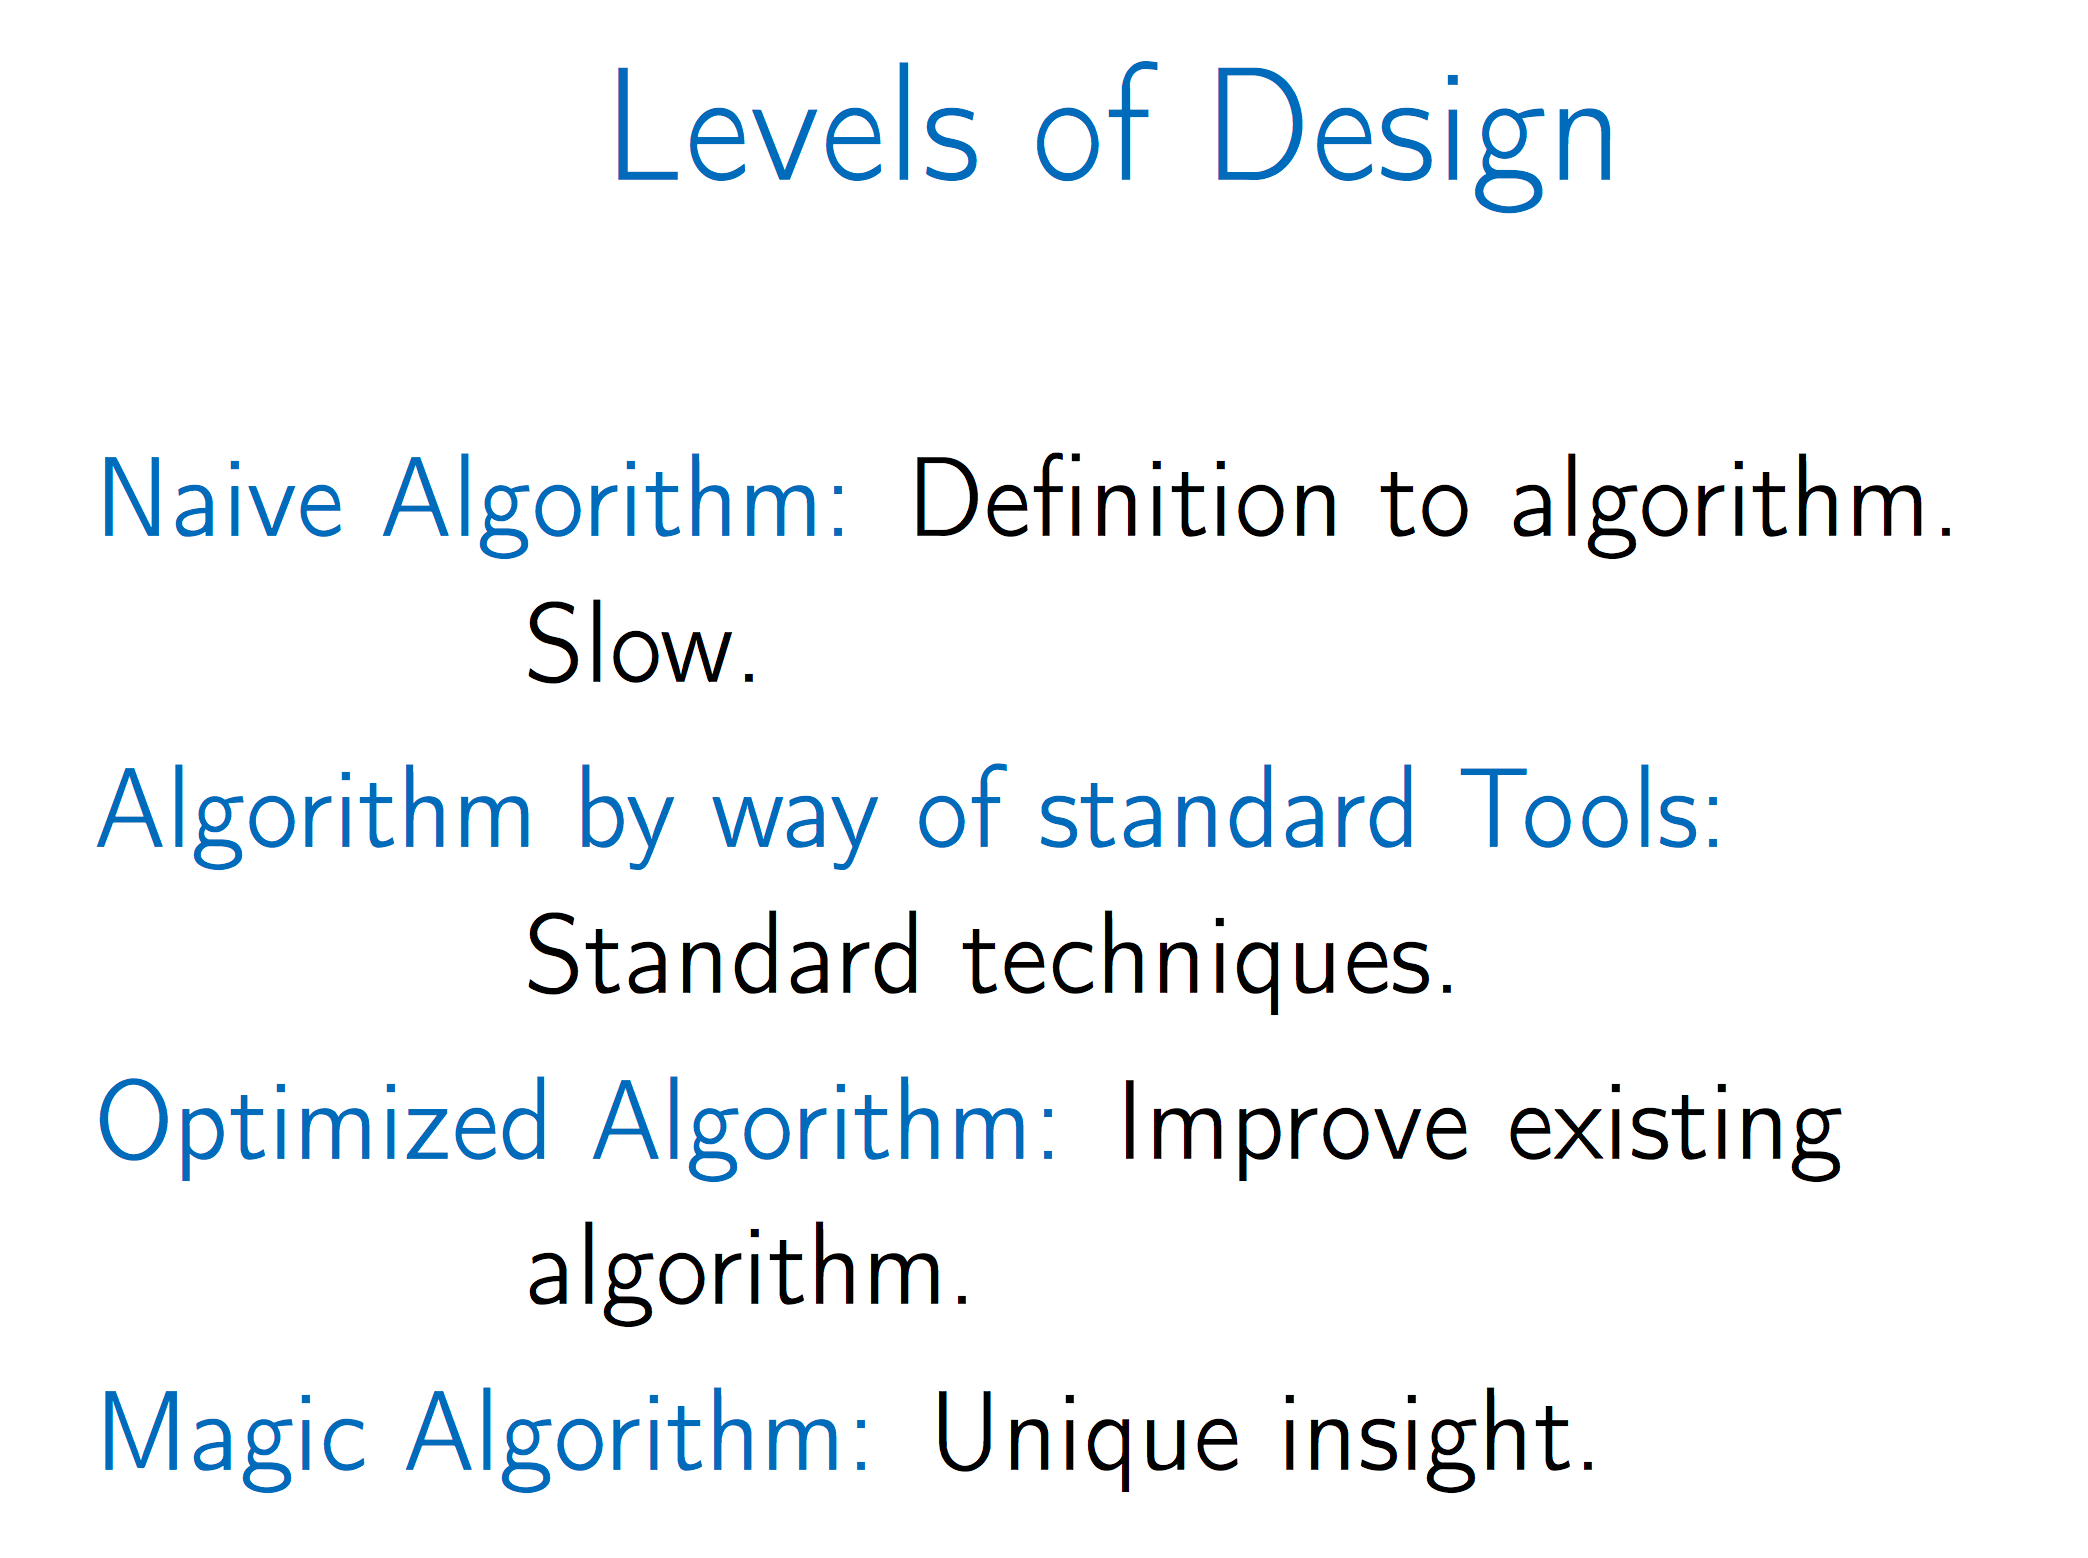 Levels of Design
Naive Algorithm: Definition to algorithm.
Slow.
Algorithm by way of standard Tools:
Standard techniques.
Optimized Algorithm: Improve existing
algorithm.
Magic Algorithm: Unique insight.